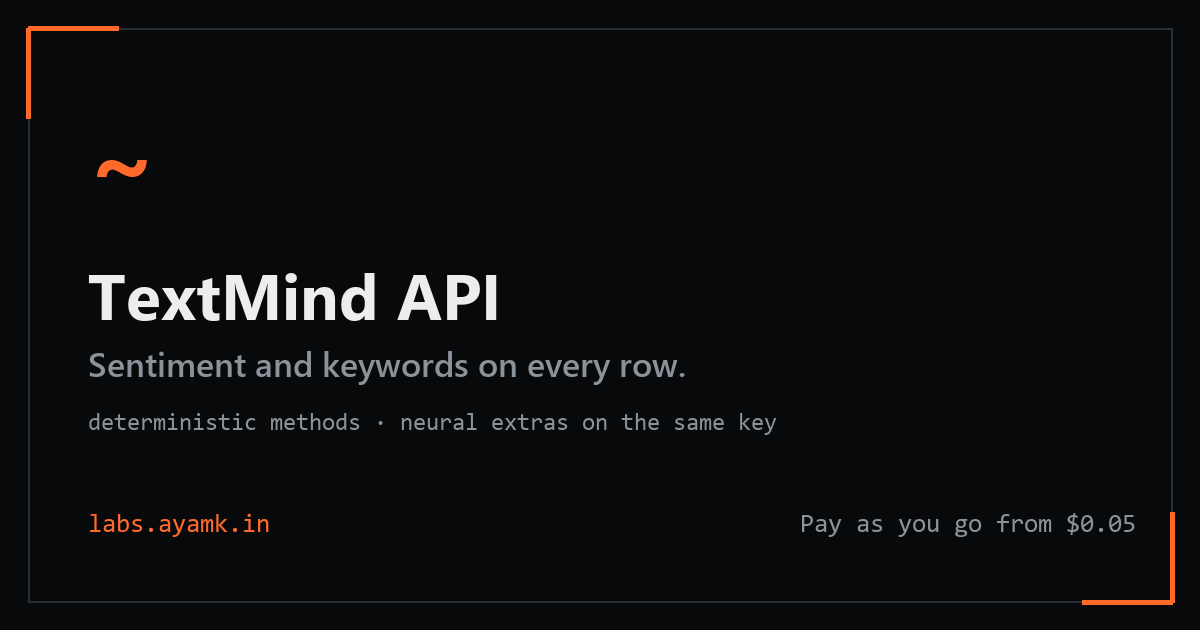 ~
TextMind API
Sentiment and keywords on every row.
deterministic methods · neural extras on the same key
labs.ayamk.in
Pay as you go from $0.05